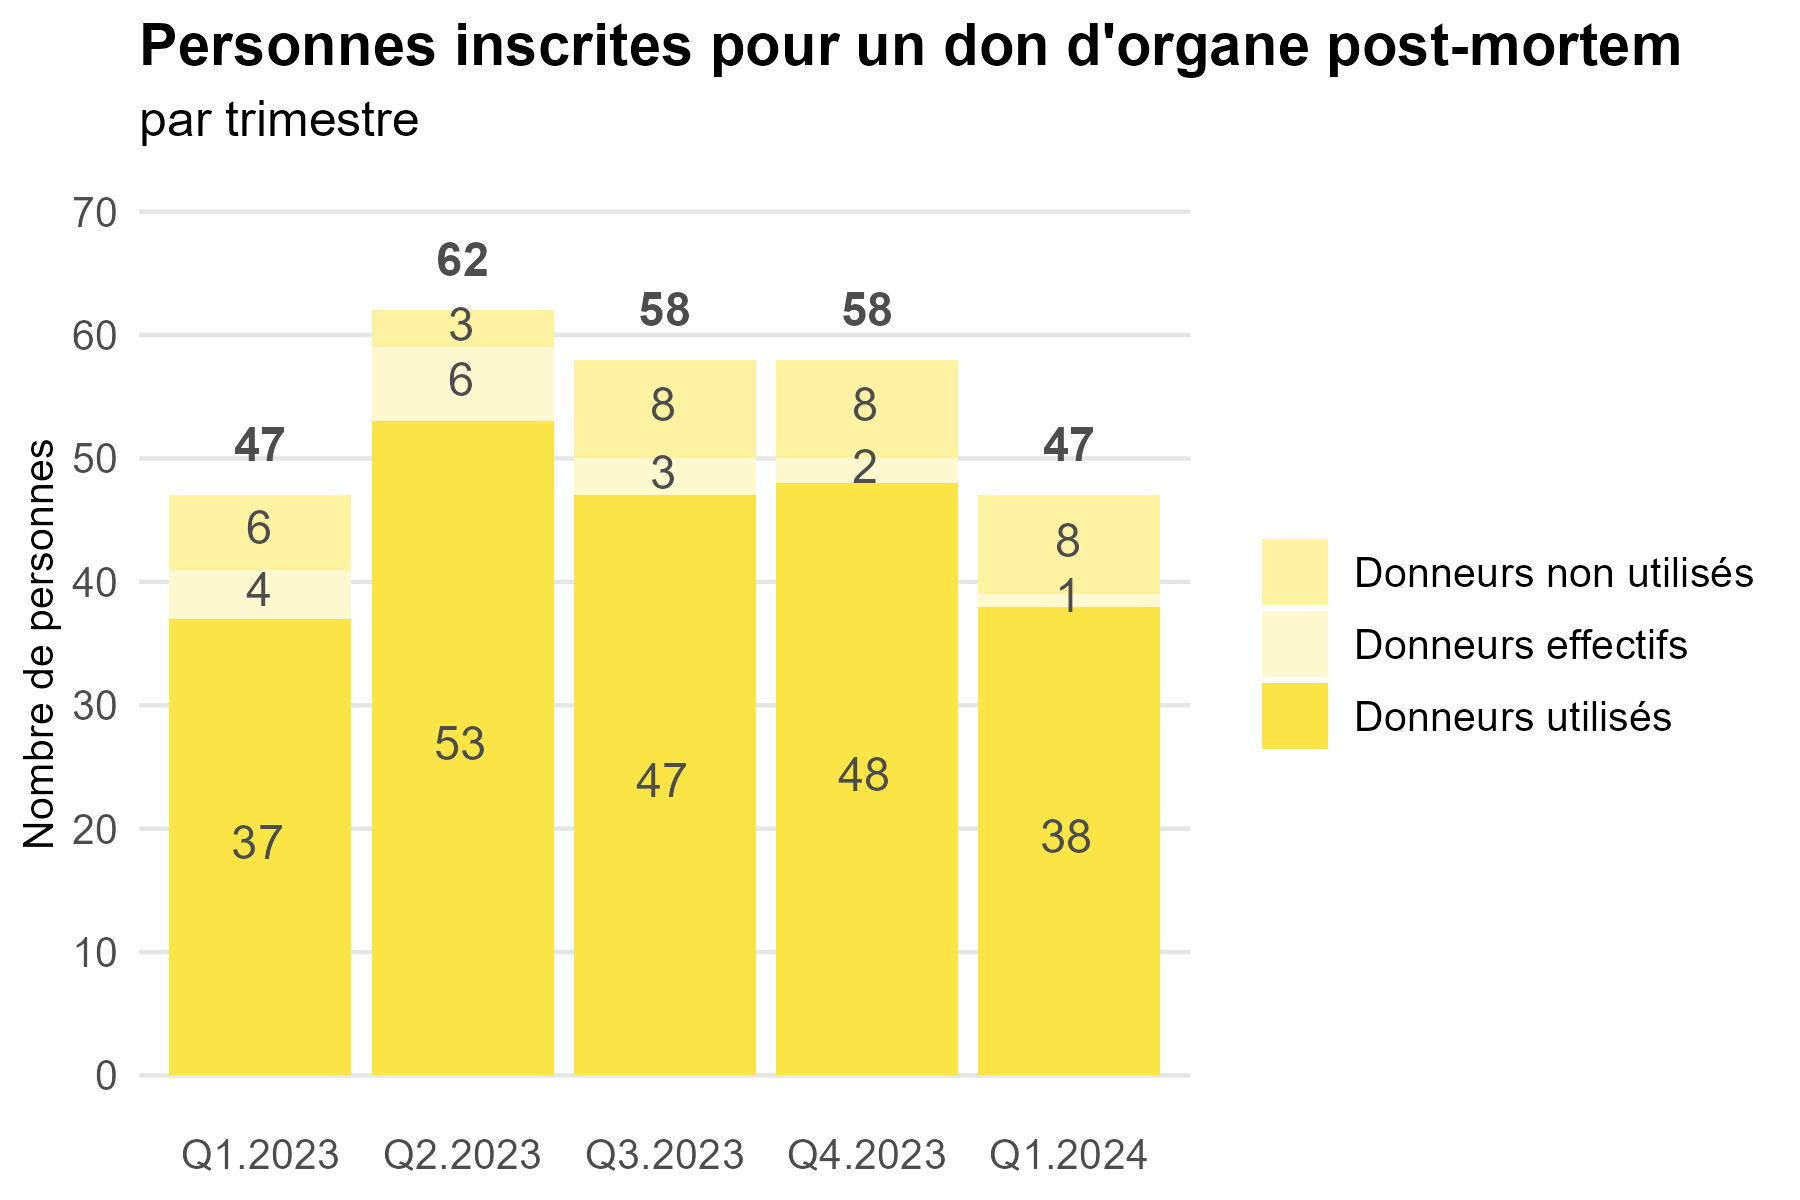 Personnes inscrites pour un don d'organe post-mortem
par trimestre
Nombre de personnes
70
60
50
40
30
20
10
0
47
6
4
37
62
3
6
53
58
8
3
47
58
8
2
48
47
8
1
38
Q1.2023
Q2.2023
Q3.2023
Q4.2023
Q1.2024
Donneurs non utilisés
Donneurs effectifs
Donneurs utilisés